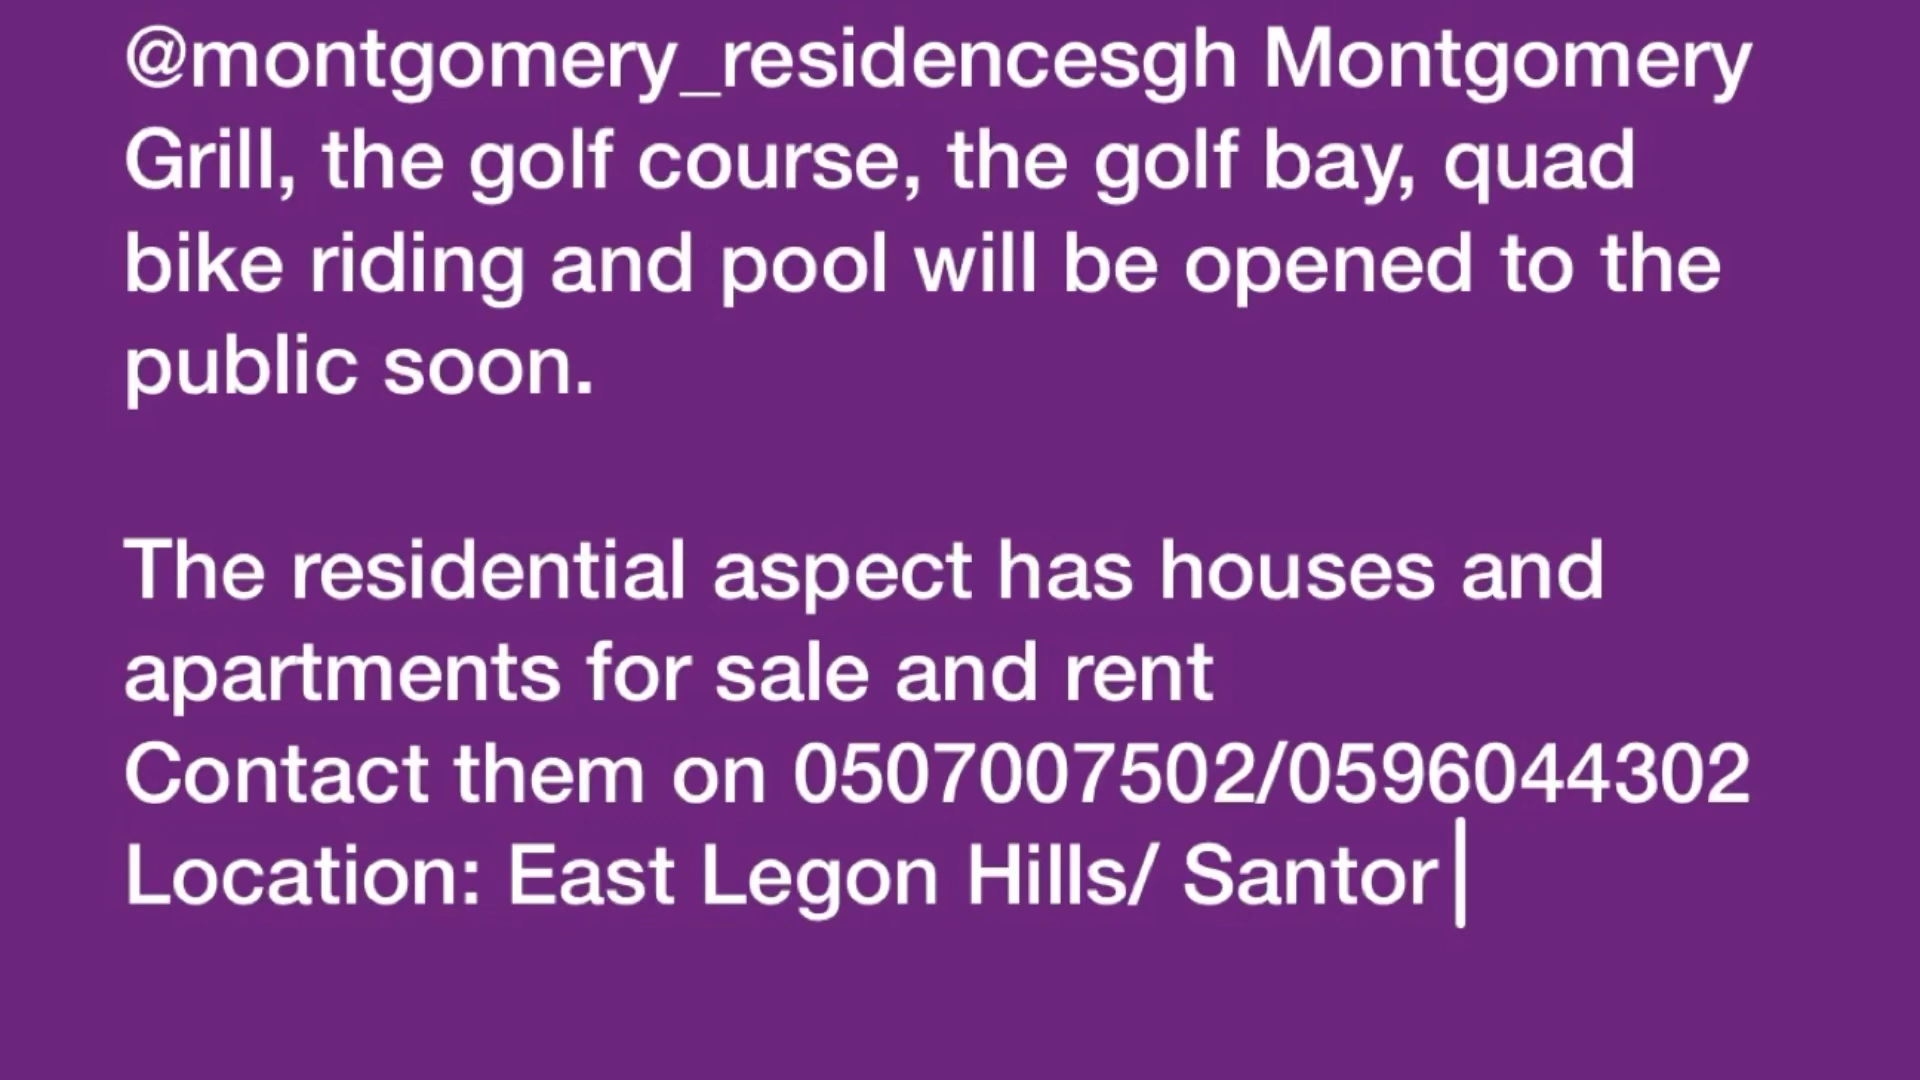 @montgomery_residencesgh Montgomery
Grill, the golf course, the golf bay, quad
bike riding and pool will be opened to the
public soon.
The residential aspect has houses and
apartments for sale and rent
Contact them on 0507007502/0596044302
Location: East Legon Hills/ Santor